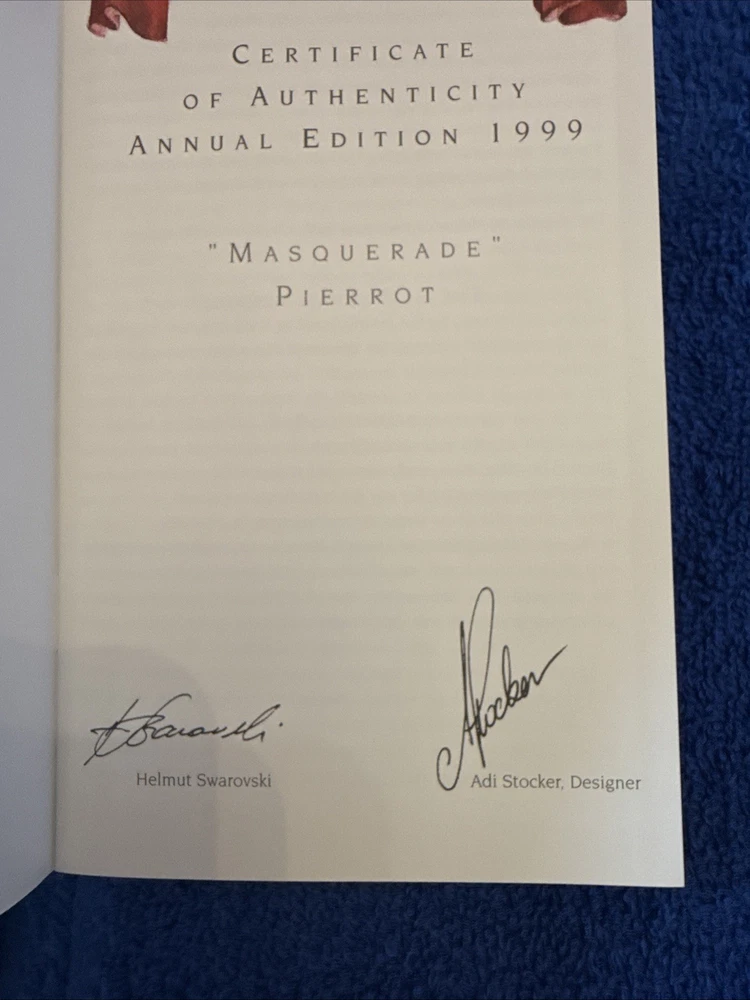 CERTIFICATE
OF AUTHENTICITY
ANNUAL EDITION 1999
"MASQUERADE"
PIERROT
Helmut Swarovski
Adi Stocker, Designer